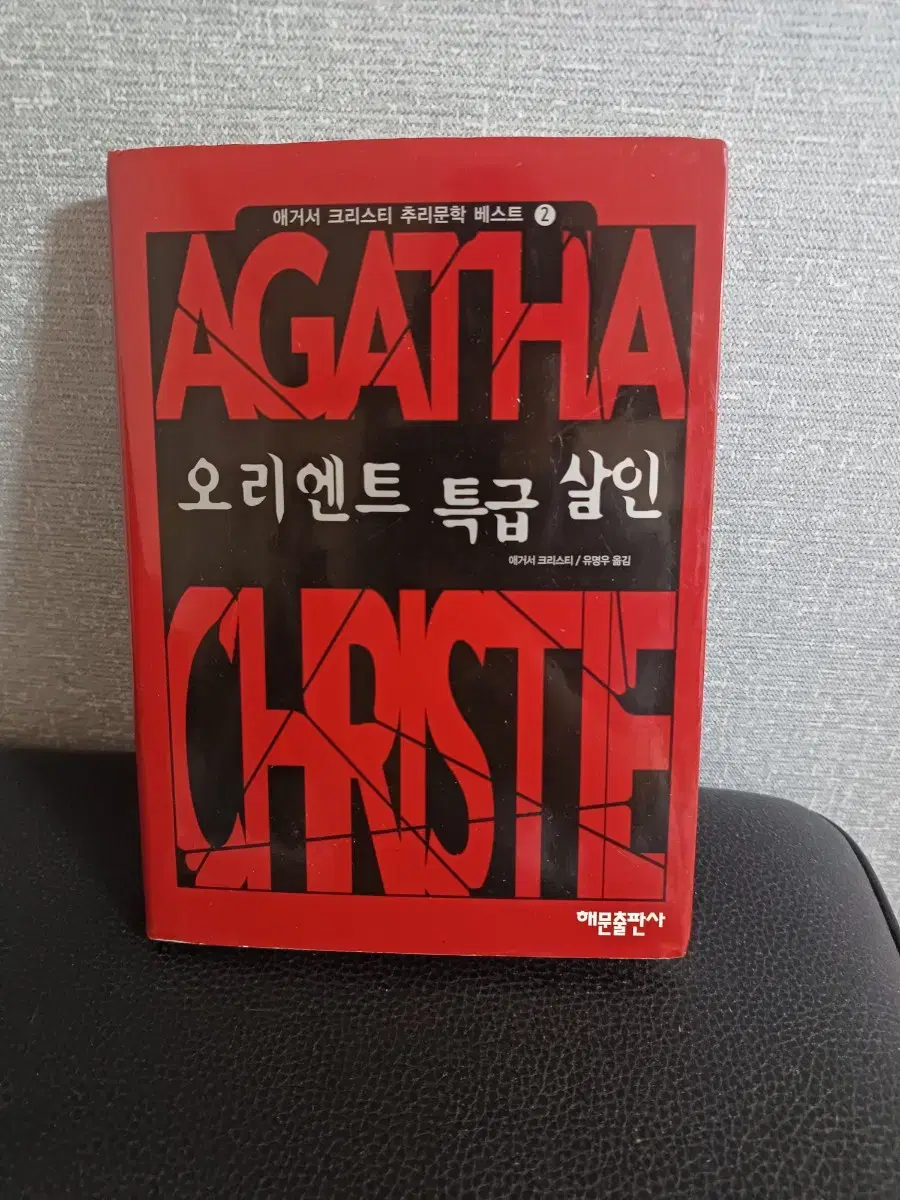 애거서 크리스티 추리문학 베스트 2
AGATHA
오리엔트 특급 살인
애거서 크리스티 / 유명우 옮김
CHRISTIE
해문출판사